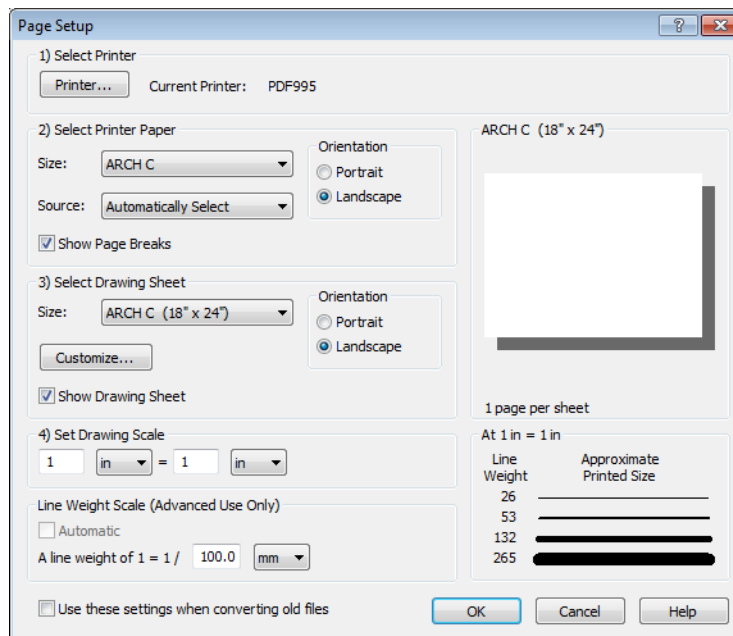 Page Setup
1) Select Printer
Printer... Current Printer: PDF995
2) Select Printer Paper
Size: ARCH C
Source: Automatically Select
Show Page Breaks
Orientation
Portrait
Landscape
3) Select Drawing Sheet
Size: ARCH C (18" x 24")
Customize...
Show Drawing Sheet
Orientation
Portrait
Landscape
4) Set Drawing Scale
1 in = 1 in
Line Weight Scale (Advanced Use Only)
Automatic
A line weight of 1 = 1 / 100.0 mm
ARCH C (18" x 24")
1 page per sheet
At 1 in = 1 in
Line Weight
Approximate Printed Size
26
53
132
265
Use these settings when converting old files
OK Cancel Help